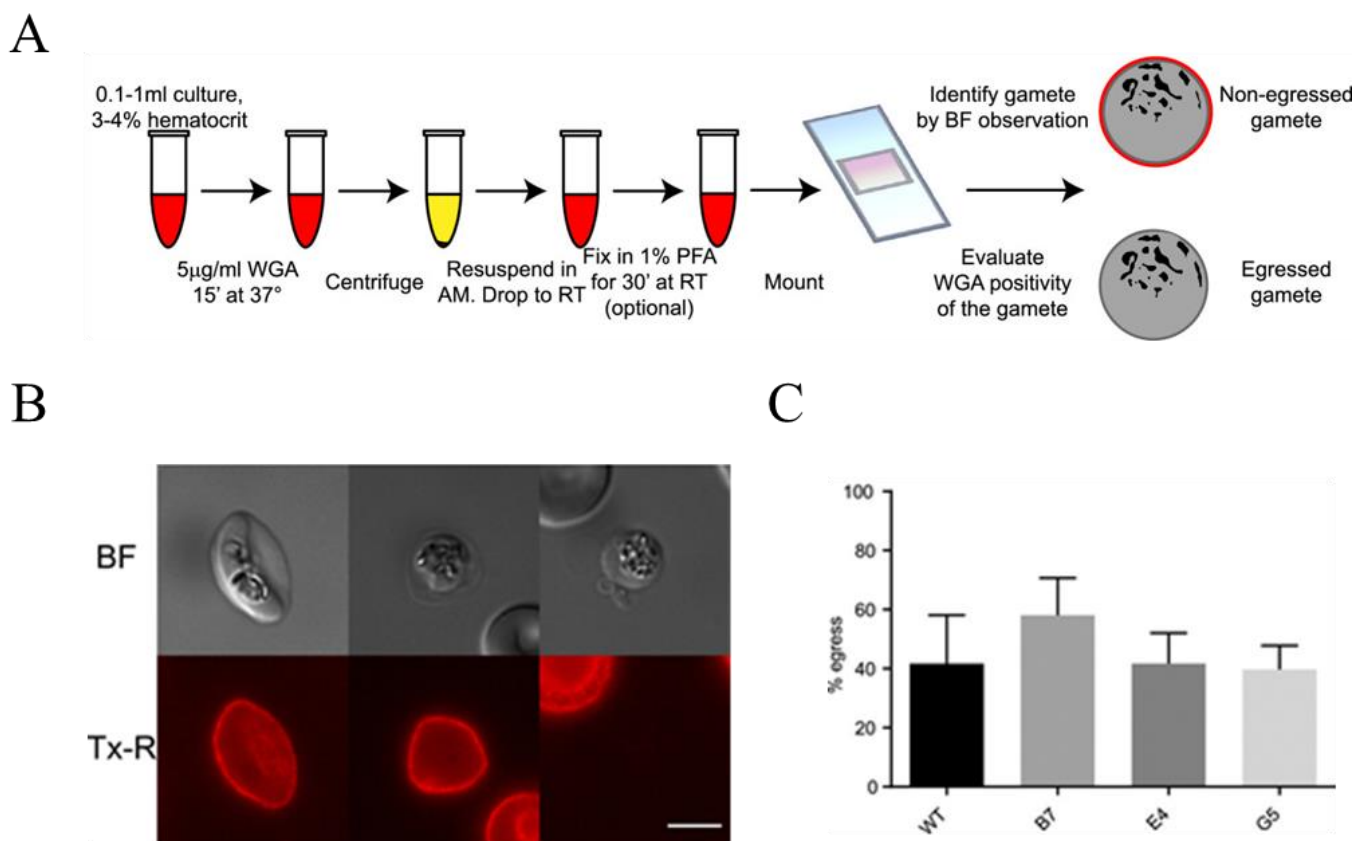 A
0.1-1ml culture,
3-4% hematocrit
5µg/ml WGA
15' at 37°
Centrifuge
Resuspend in
AM. Drop to RT
Fix in 1% PFA
for 30' at RT
(optional)
Mount
Identify gamete
by BF observation
Evaluate
WGA positivity
of the gamete
Non-egressed
gamete
Egressed
gamete
B
BF
Tx-R
C
% egress
100
80
60
40
20
0
WT
B7
E4
G5